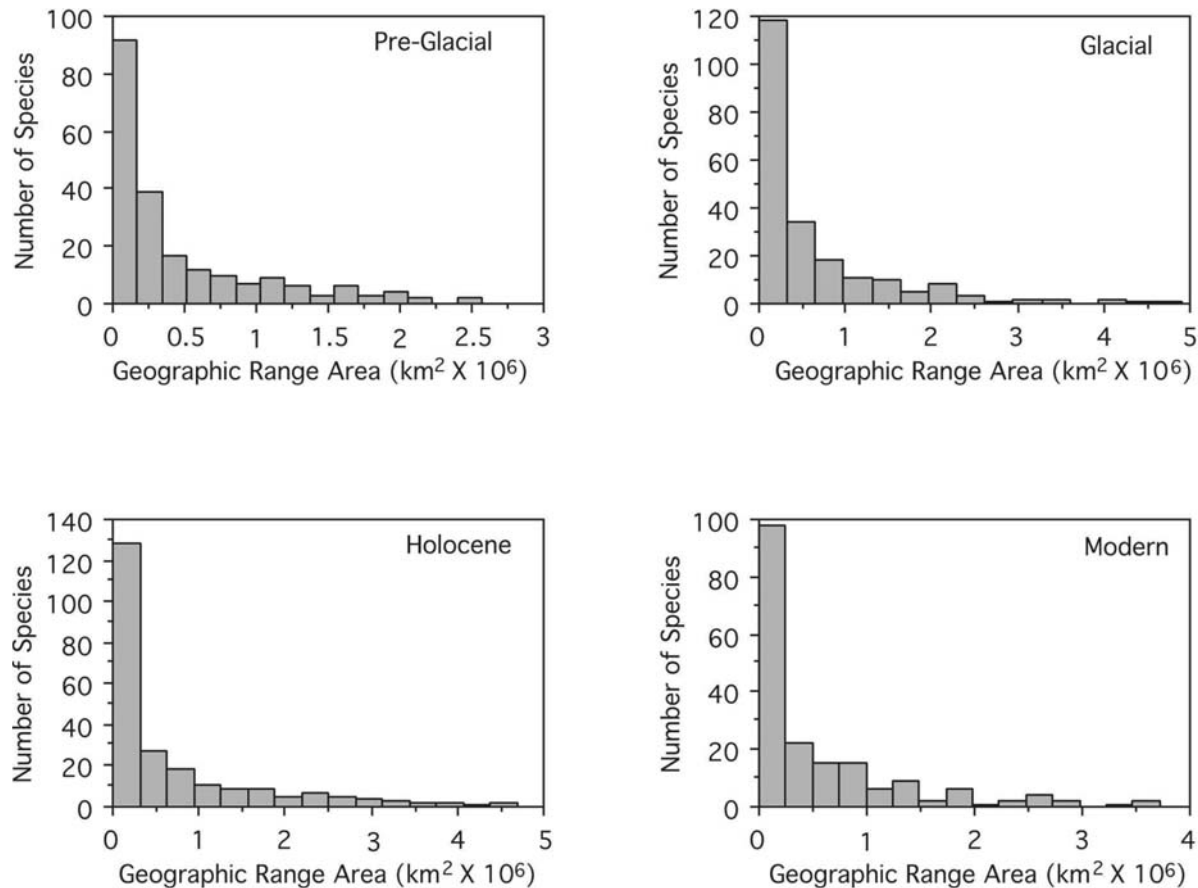 Pre-Glacial
Number of Species
100
80
60
40
20
0
0 0.5 1 1.5 2 2.5 3
Geographic Range Area (km² X 10⁶)
Glacial
Number of Species
120
100
80
60
40
20
0
0 1 2 3 4 5
Geographic Range Area (km² X 10⁶)
Holocene
Number of Species
140
120
100
80
60
40
20
0
0 1 2 3 4 5
Geographic Range Area (km² X 10⁶)
Modern
Number of Species
100
80
60
40
20
0
0 1 2 3 4
Geographic Range Area (km² X 10⁶)